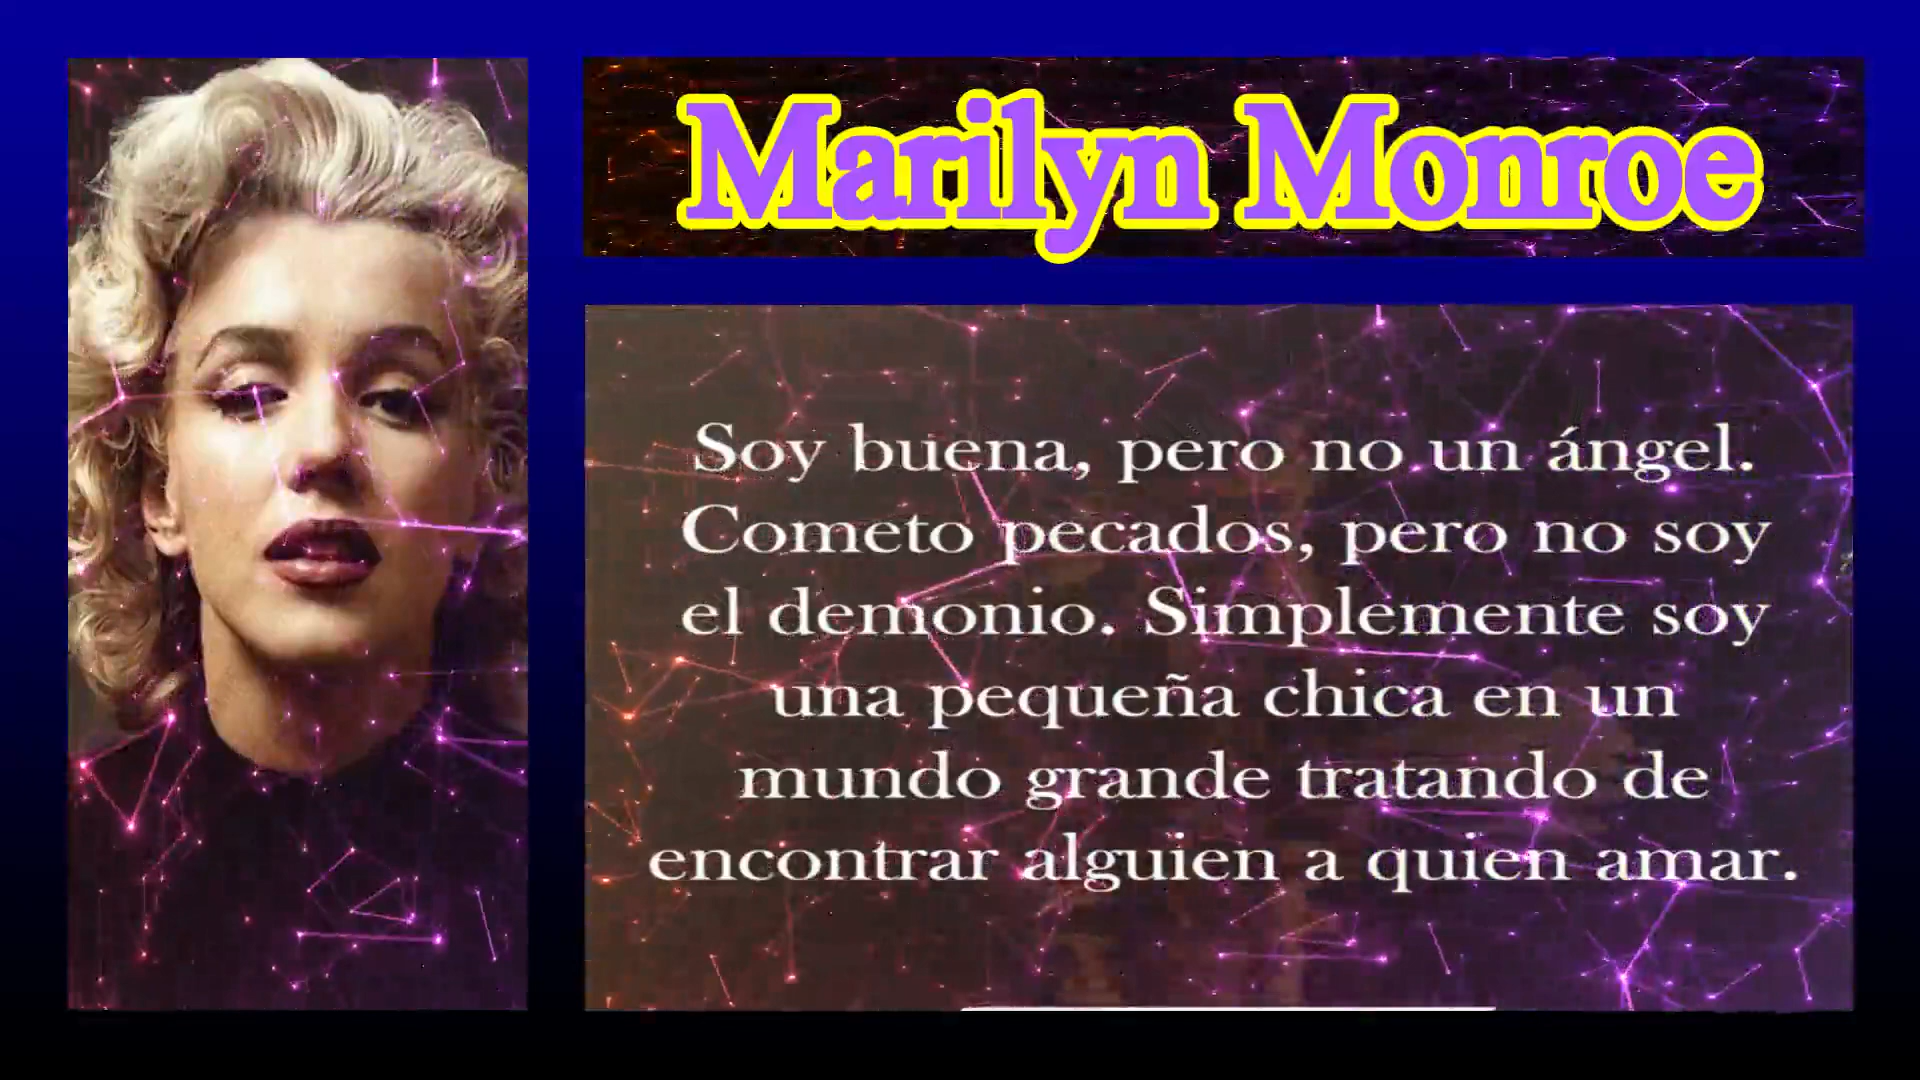 Marilyn Monroe
Soy buena, pero no un ángel.
Cometo pecados, pero no soy
el demonio. Simplemente soy
una pequeña chica en un
mundo grande tratando de
encontrar alguien a quien amar.